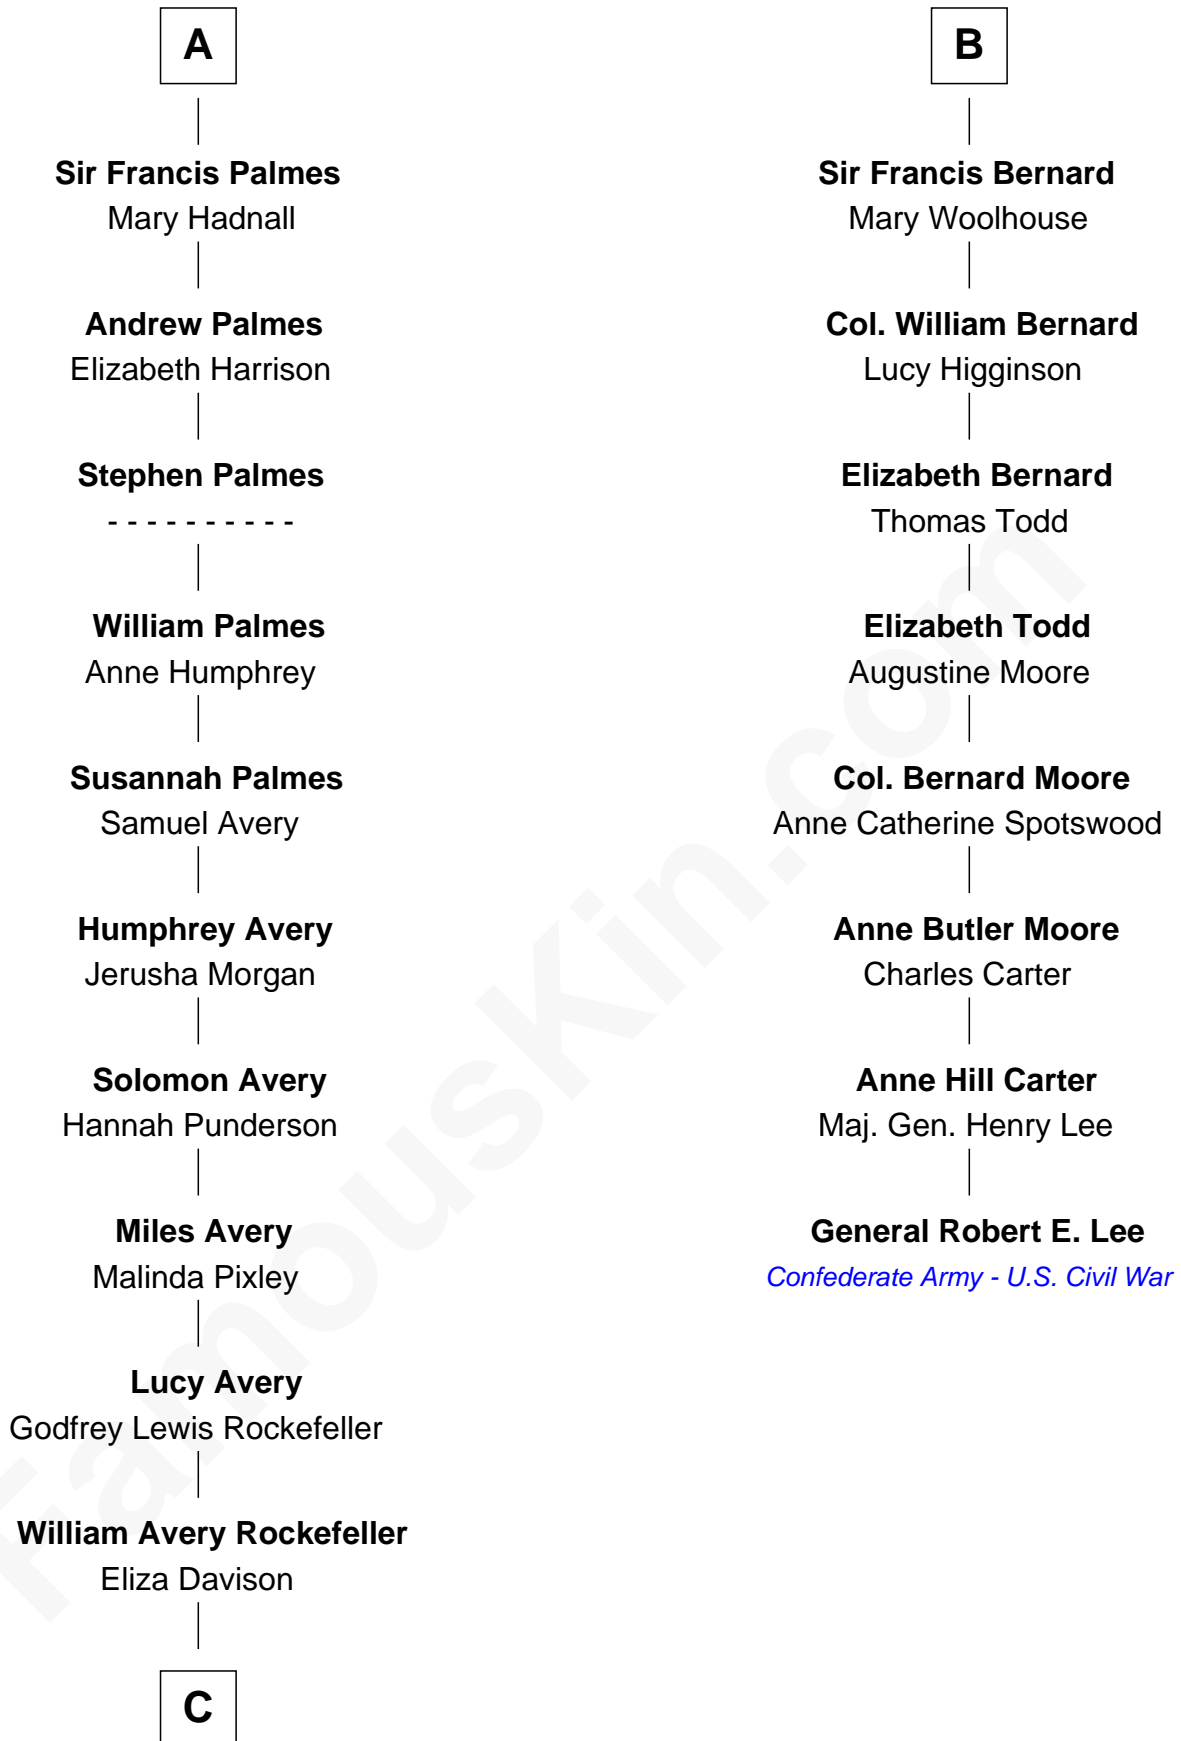 A
Sir Francis Palmes
Mary Hadnall
Andrew Palmes
Elizabeth Harrison
Stephen Palmes
- - - - - - - - - -
William Palmes
Anne Humphrey
Susannah Palmes
Samuel Avery
Humphrey Avery
Jerusha Morgan
Solomon Avery
Hannah Punderson
Miles Avery
Malinda Pixley
Lucy Avery
Godfrey Lewis Rockefeller
William Avery Rockefeller
Eliza Davison
C
B
Sir Francis Bernard
Mary Woolhouse
Col. William Bernard
Lucy Higginson
Elizabeth Bernard
Thomas Todd
Elizabeth Todd
Augustine Moore
Col. Bernard Moore
Anne Catherine Spotswood
Anne Butler Moore
Charles Carter
Anne Hill Carter
Maj. Gen. Henry Lee
General Robert E. Lee
Confederate Army - U.S. Civil War
FamousKin.com